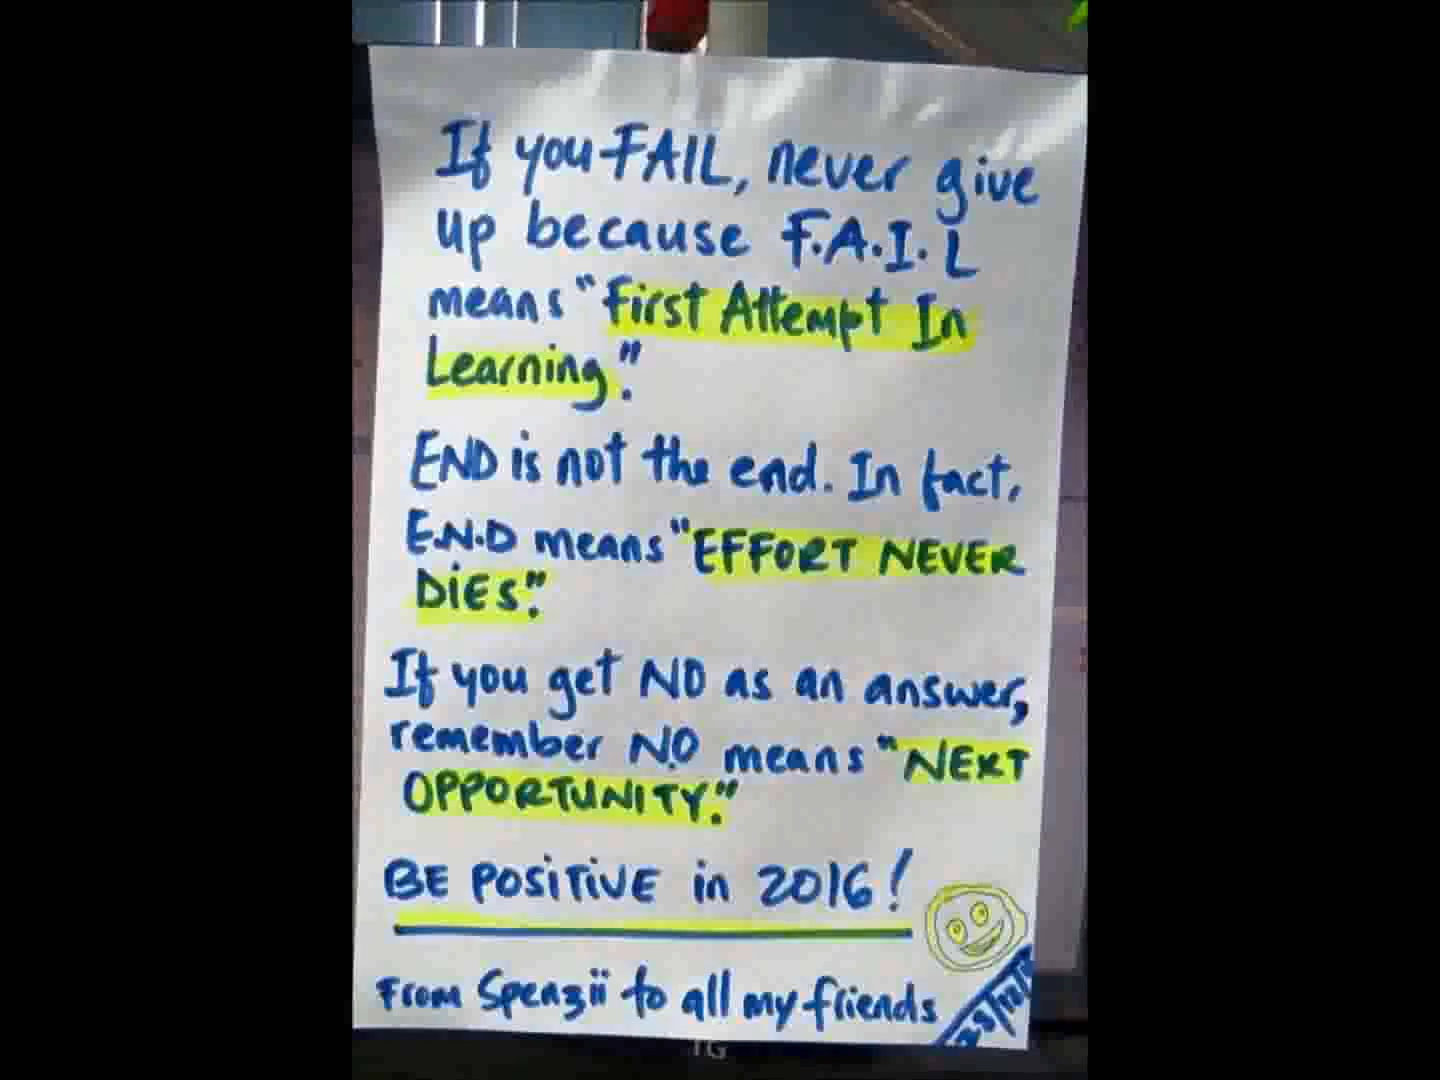 If you FAIL, never give
up because F.A.I.L
means "First Attempt In
Learning."
END is not the end. In fact,
E.N.D means "EFFORT NEVER
DIES."
If you get NO as an answer,
remember N.O means "NEXT
OPPORTUNITY."
BE POSITIVE in 2016!
From Spenzii to all my friends